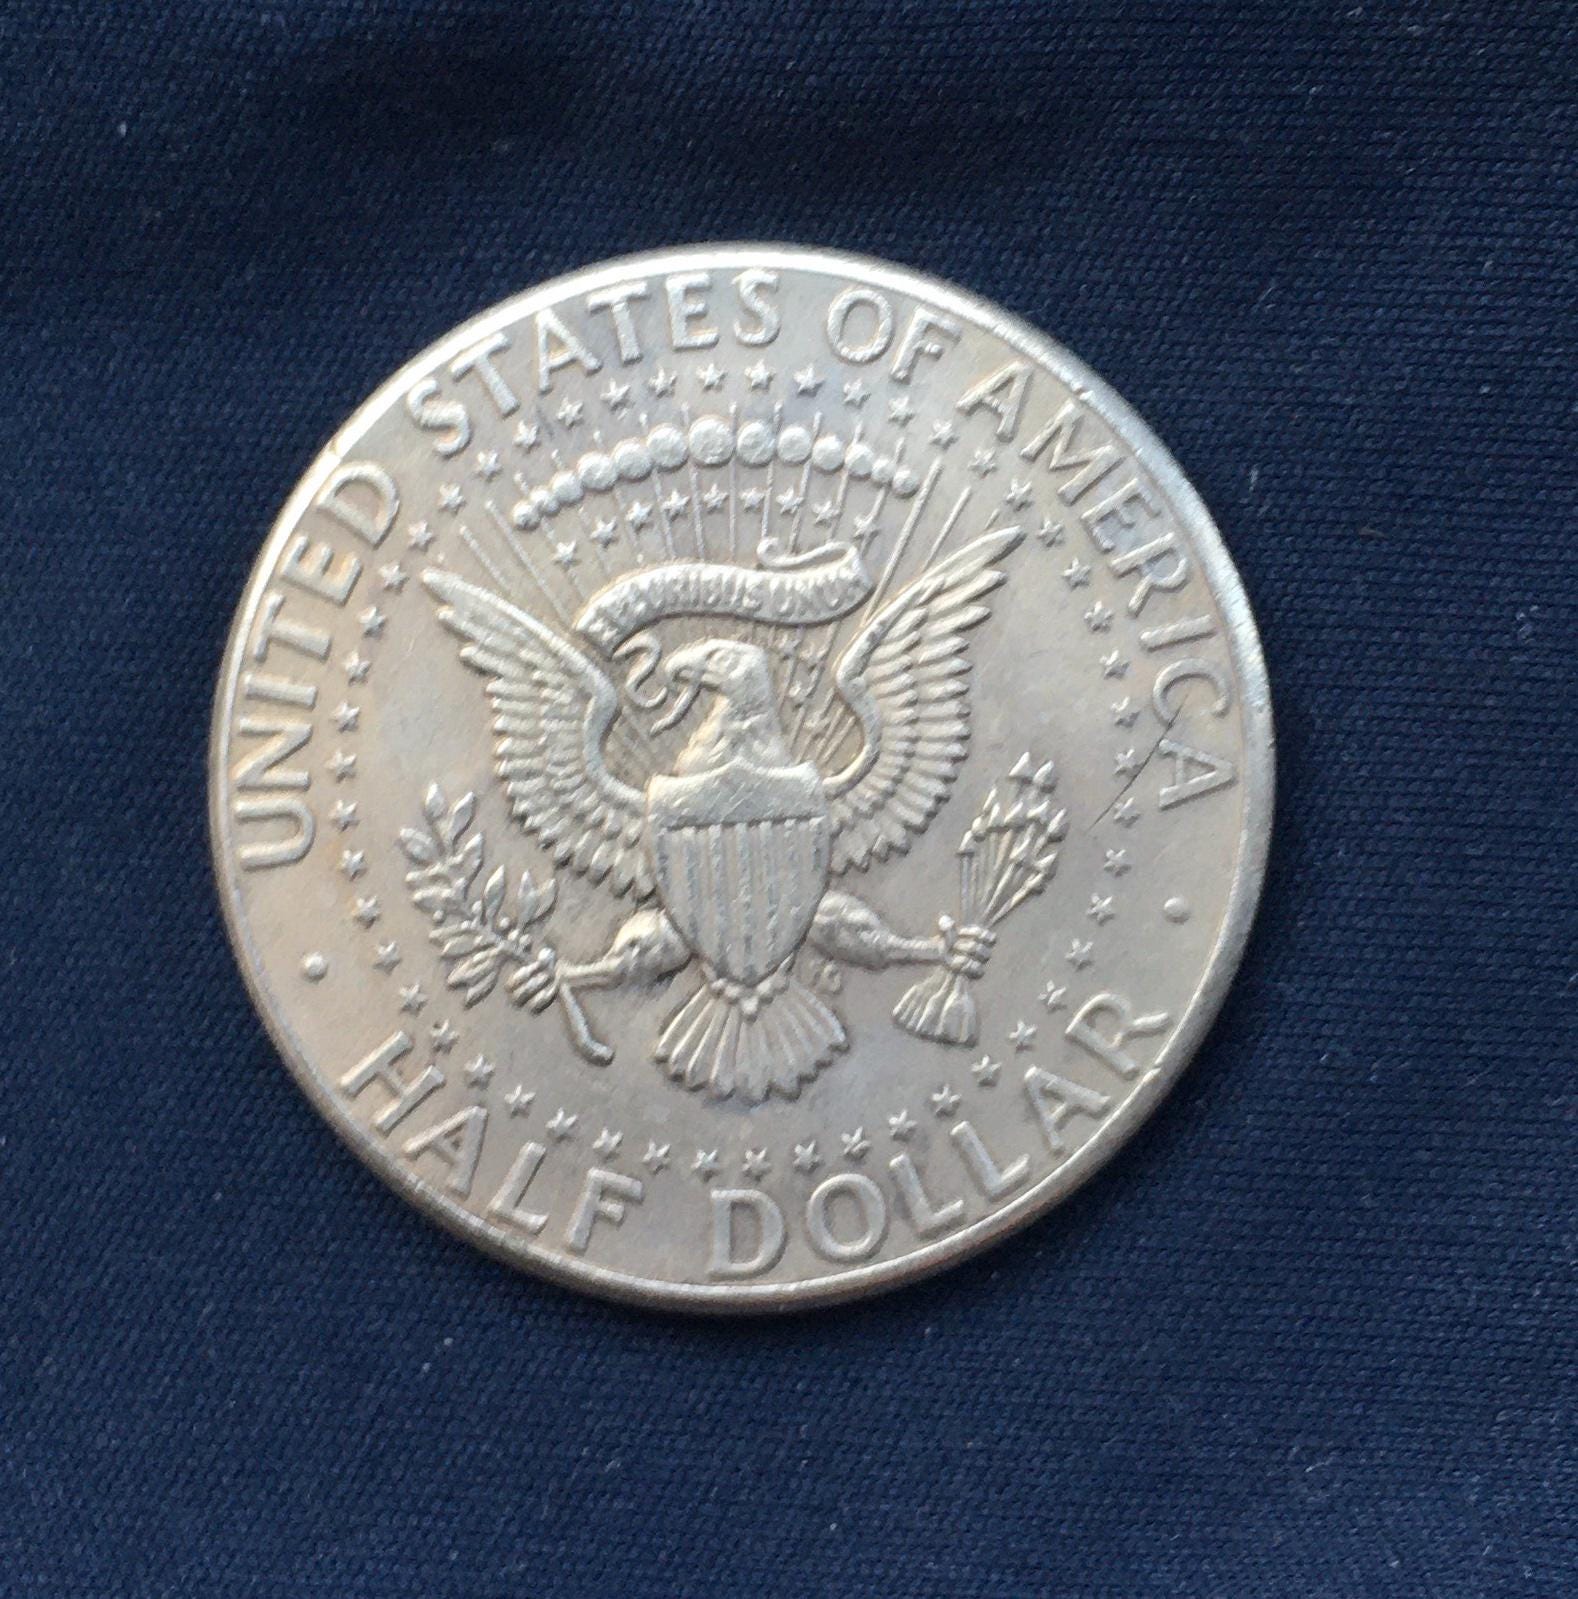 UNITED STATES OF AMERICA
PLURIBUS UNUM
HALF DOLLAR